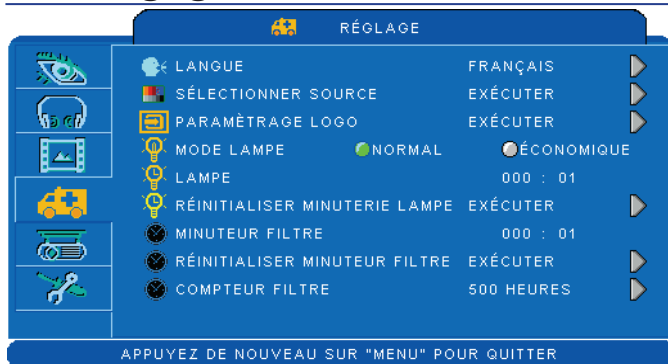 RÉGLAGE
LANGUE FRANÇAIS
SÉLECTIONNER SOURCE EXÉCUTER
PARAMÈTRAGE LOGO EXÉCUTER
MODE LAMPE NORMAL ÉCONOMIQUE
LAMPE 000 : 01
RÉINITIALISER MINUTERIE LAMPE EXÉCUTER
MINUTEUR FILTRE 000 : 01
RÉINITIALISER MINUTEUR FILTRE EXÉCUTER
COMPTEUR FILTRE 500 HEURES
APPUYEZ DE NOUVEAU SUR "MENU" POUR QUITTER